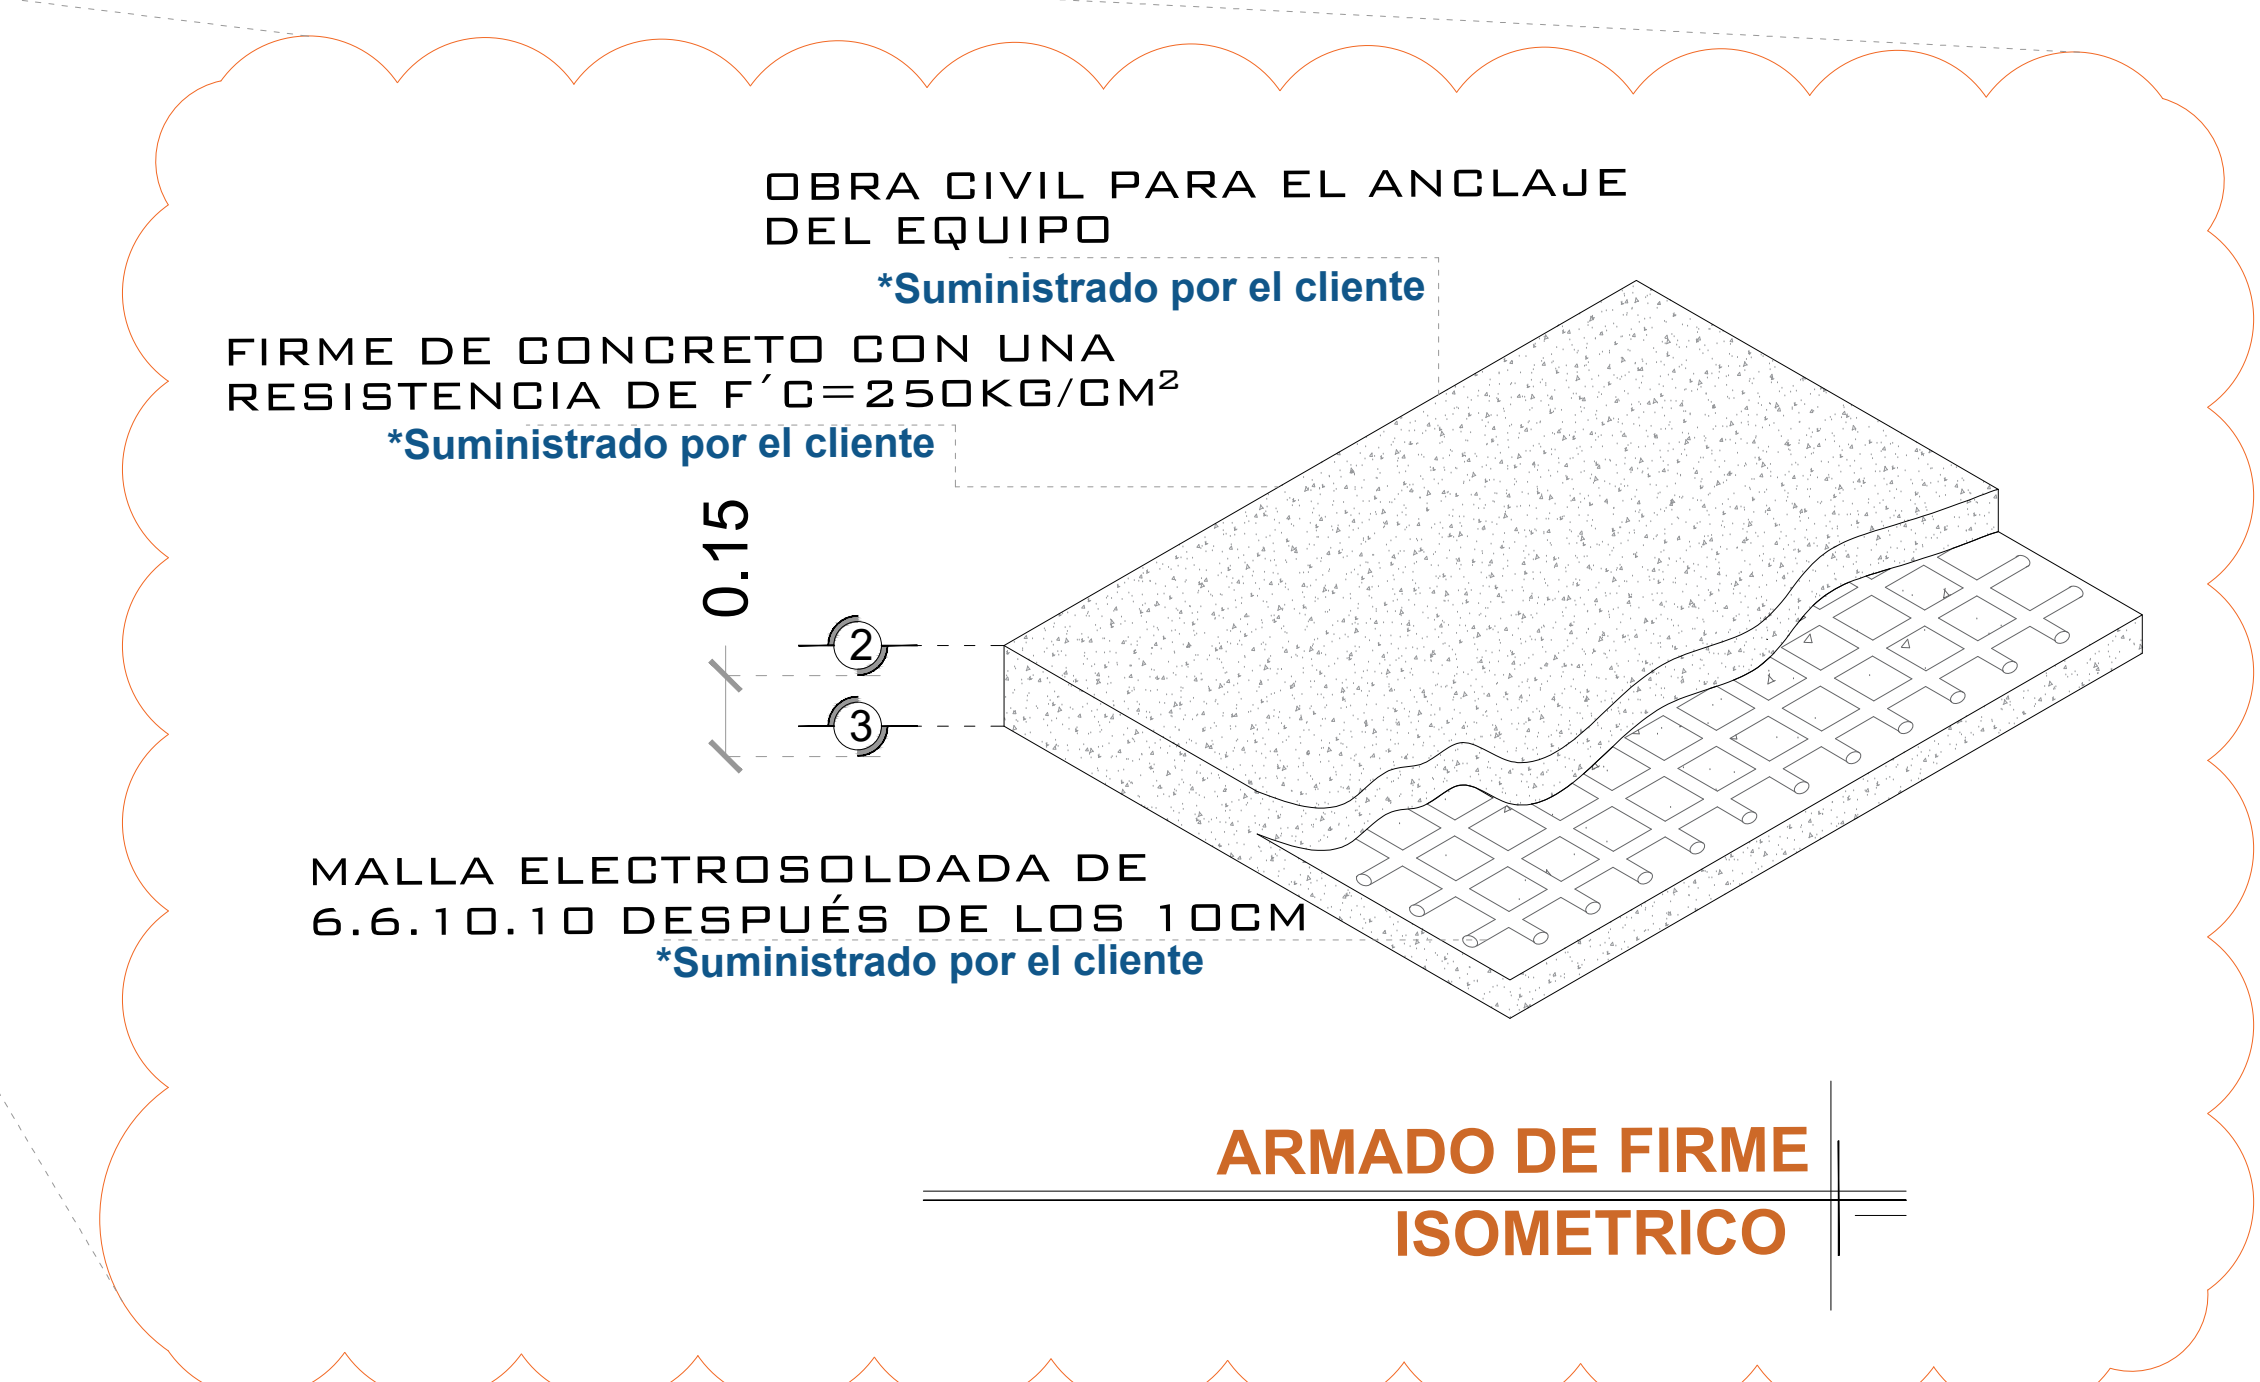 OBRA CIVIL PARA EL ANCLAJE
DEL EQUIPO
*Suministrado por el cliente
FIRME DE CONCRETO CON UNA
RESISTENCIA DE F´C=250KG/CM²
*Suministrado por el cliente
0.15
2
3
MALLA ELECTROSOLDADA DE
6.6.10.10 DESPUÉS DE LOS 10CM
*Suministrado por el cliente
ARMADO DE FIRME
ISOMETRICO